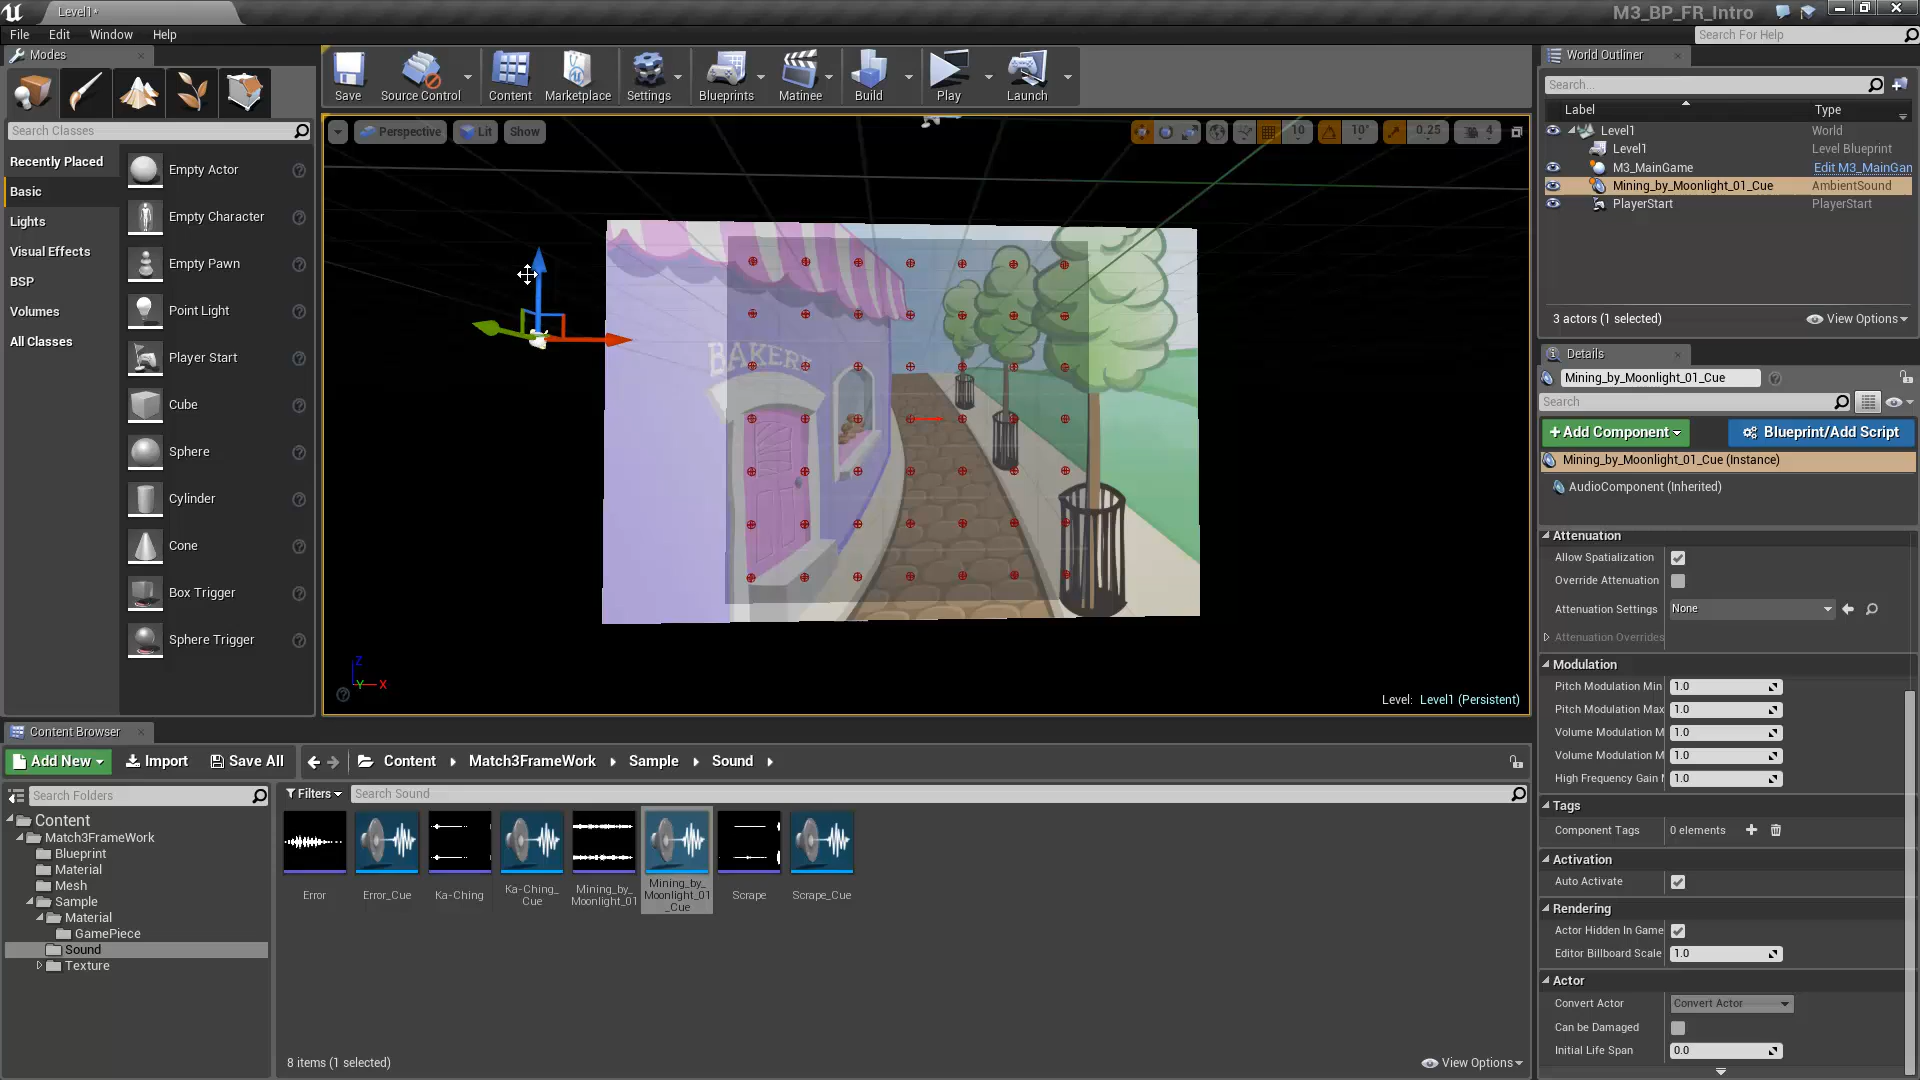 Level1*
M3_BP_FR_Intro
File Edit Window Help
Search For Help
Modes
Search Classes
Recently Placed
Basic
Lights
Visual Effects
BSP
Volumes
All Classes
Empty Actor
Empty Character
Empty Pawn
Point Light
Player Start
Cube
Sphere
Cylinder
Cone
Box Trigger
Sphere Trigger
Save Source Control Content Marketplace Settings Blueprints Matinee Build Play Launch
Perspective Lit Show
10 10° 0.25 4
BAKERY
Z
Y X
Level: Level1 (Persistent)
World Outliner
Search...
Label Type
Level1 World
Level1 Level Blueprint
M3_MainGame Edit M3_MainGan
Mining_by_Moonlight_01_Cue AmbientSound
PlayerStart PlayerStart
3 actors (1 selected) View Options
Details
Mining_by_Moonlight_01_Cue
Search
+Add Component Blueprint/Add Script
Mining_by_Moonlight_01_Cue (Instance)
AudioComponent (Inherited)
Attenuation
Allow Spatialization
Override Attenuation
Attenuation Settings None
Attenuation Overrides
Modulation
Pitch Modulation Min 1.0
Pitch Modulation Max 1.0
Volume Modulation M 1.0
Volume Modulation M 1.0
High Frequency Gain M 1.0
Tags
Component Tags 0 elements
Activation
Auto Activate
Rendering
Actor Hidden In Game
Editor Billboard Scale 1.0
Actor
Convert Actor Convert Actor
Can be Damaged
Initial Life Span 0.0
Content Browser
Add New Import Save All Content Match3FrameWork Sample Sound
Search Folders
Content
Match3FrameWork
Blueprint
Material
Mesh
Sample
Material
GamePiece
Sound
Texture
Filters Search Sound
Error
Error_Cue
Ka-Ching
Ka-Ching_
Cue
Mining_by_
Moonlight_01
Mining_by_
Moonlight_01
_Cue
Scrape
Scrape_Cue
8 items (1 selected) View Options